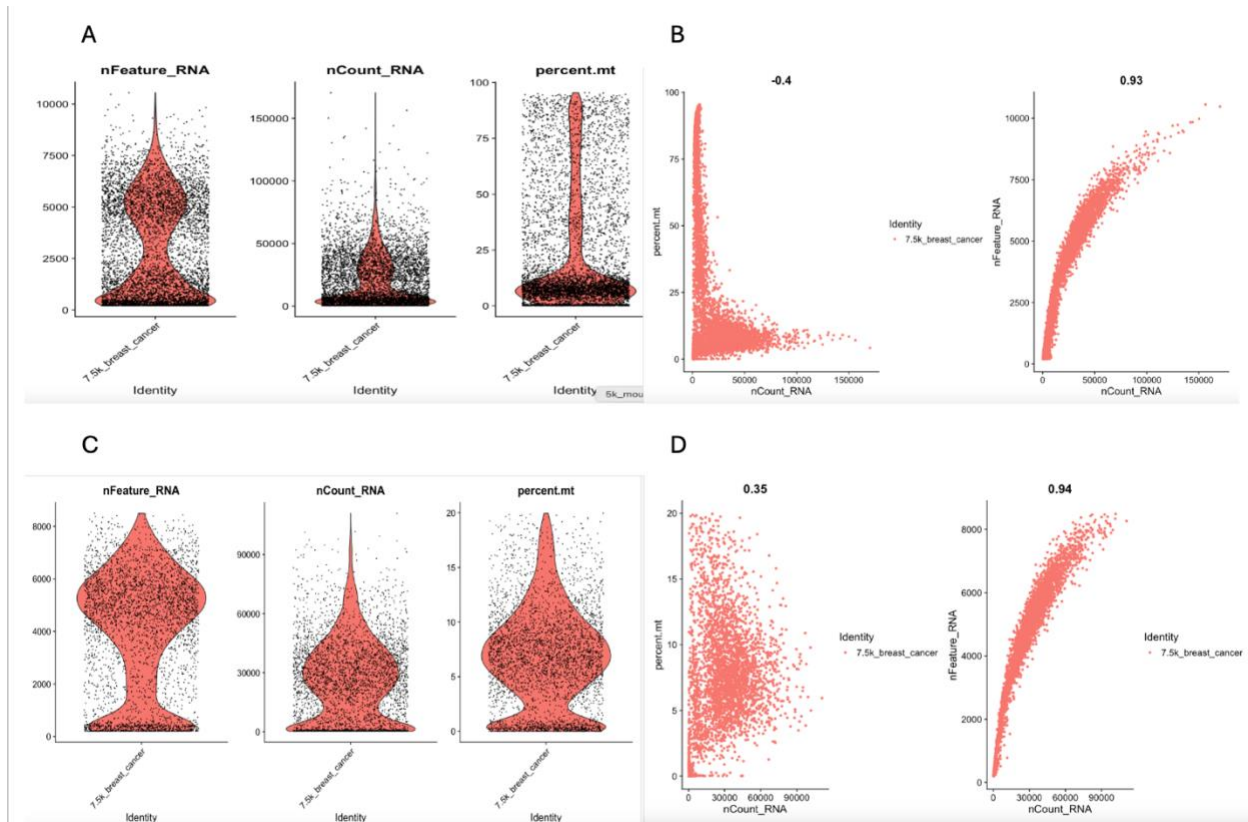 A
B
nFeature_RNA
nCount_RNA
percent.mt
10000
7500
5000
2500
0
7.5k_breast_cancer
Identity
150000
100000
50000
0
7.5k_breast_cancer
Identity
100
75
50
25
0
7.5k_breast_cancer
Identity
5k_mou
-0.4
percent.mt
100
75
50
25
0
0
50000
100000
150000
nCount_RNA
Identity
7.5k_breast_cancer
0.93
nFeature_RNA
10000
7500
5000
2500
0
0
50000
100000
150000
nCount_RNA
C
D
nFeature_RNA
nCount_RNA
percent.mt
8000
6000
4000
2000
0
7.5k_breast_cancer
Identity
90000
60000
30000
0
7.5k_breast_cancer
Identity
20
15
10
5
0
7.5k_breast_cancer
Identity
0.35
percent.mt
20
15
10
5
0
0
30000
60000
90000
nCount_RNA
Identity
7.5k_breast_cancer
0.94
nFeature_RNA
8000
6000
4000
2000
0
0
30000
60000
90000
nCount_RNA
Identity
7.5k_breast_cancer